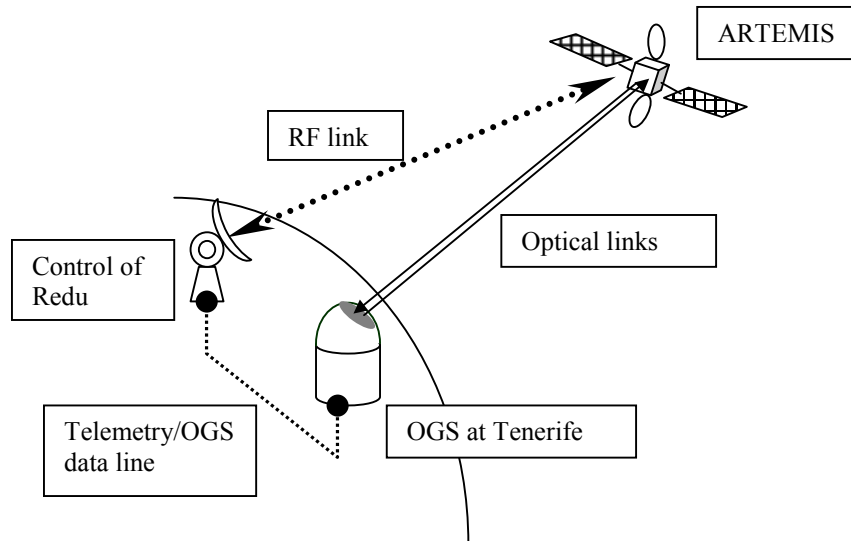 ARTEMIS
RF link
Optical links
Control of
Redu
Telemetry/OGS
data line
OGS at Tenerife